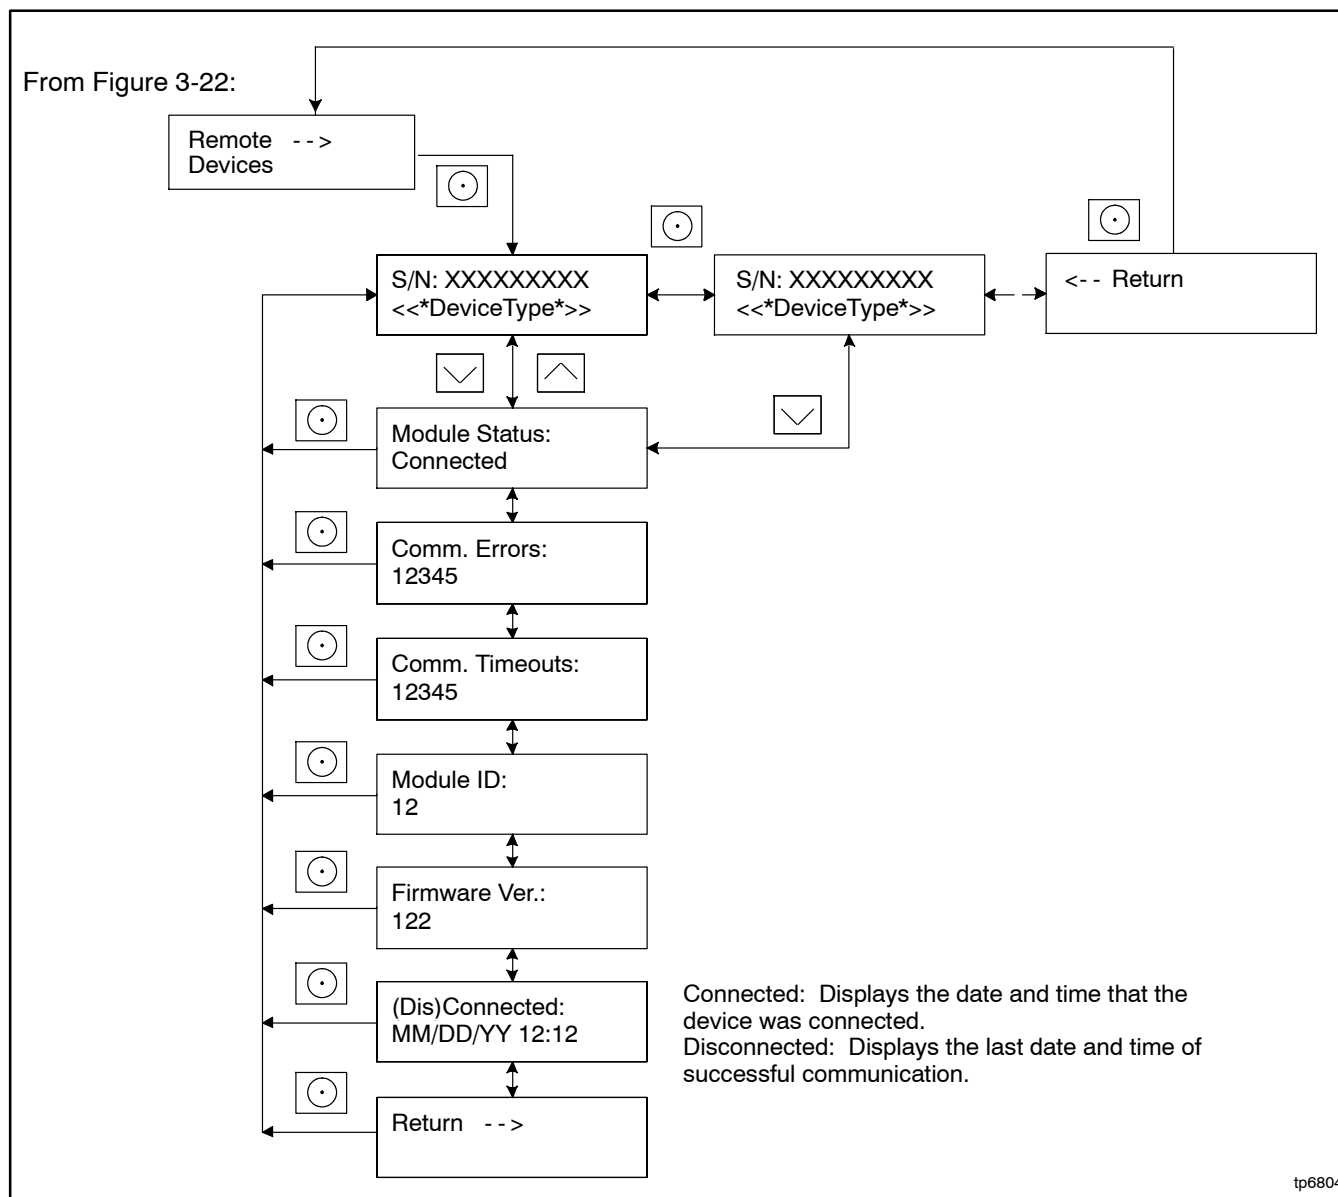 From Figure 3-22:
Remote -->
Devices
S/N: XXXXXXXXX
<<*DeviceType*>>
S/N: XXXXXXXXX
<<*DeviceType*>>
<-- Return
Module Status:
Connected
Comm. Errors:
12345
Comm. Timeouts:
12345
Module ID:
12
Firmware Ver.:
122
(Dis)Connected:
MM/DD/YY 12:12
Connected: Displays the date and time that the
device was connected.
Disconnected: Displays the last date and time of
successful communication.
Return -->
tp6804